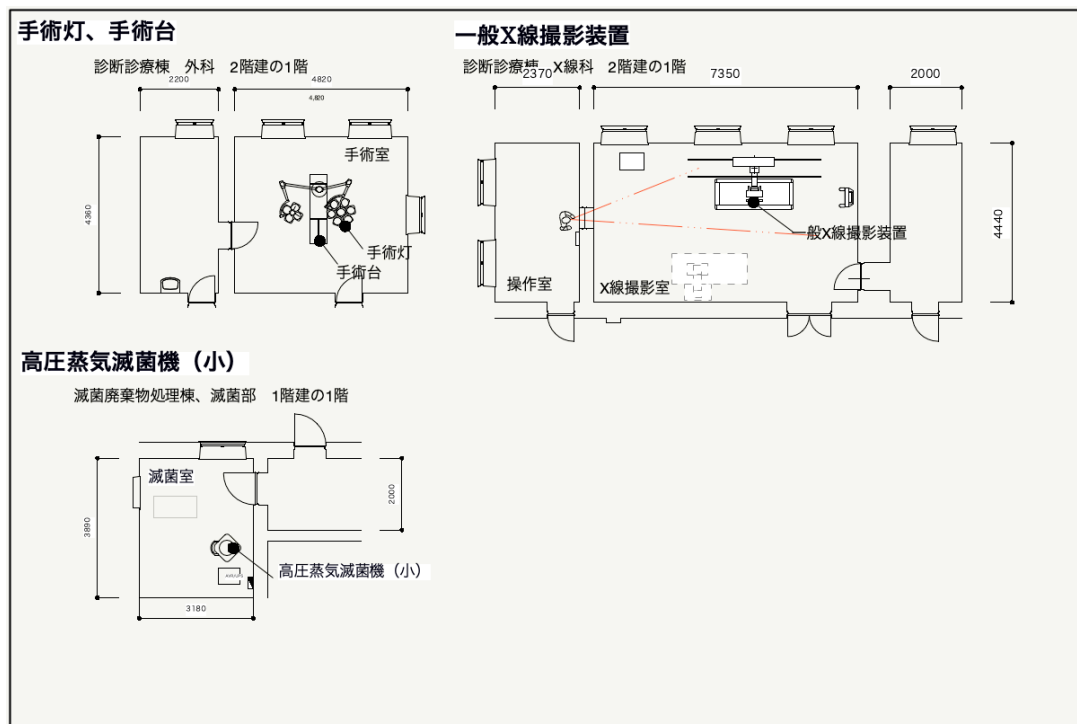 手術灯、手術台
診断診療棟　外科　2階建の1階
2200
4820
4,820
手術室
4360
手術灯
手術台
一般X線撮影装置
診断診療棟　X線科　2階建の1階
2370
7350
2000
4440
一般X線撮影装置
操作室
X線撮影室
高圧蒸気滅菌機（小）
滅菌廃棄物処理棟、滅菌部　1階建の1階
滅菌室
3890
2000
高圧蒸気滅菌機（小）
3180